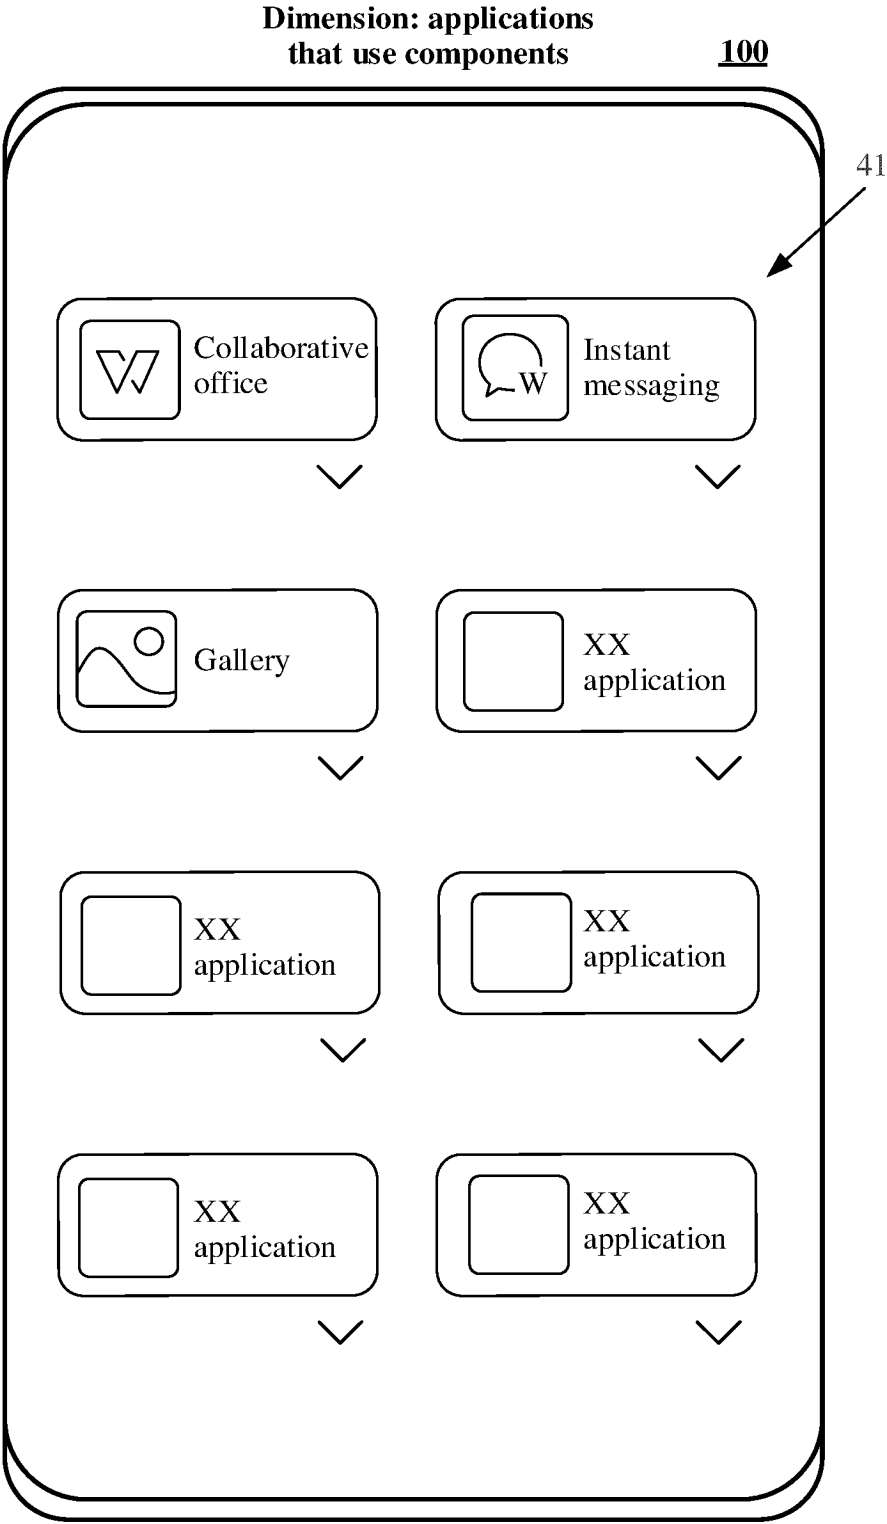 Dimension: applications
that use components
100
41
Collaborative
office
Instant
messaging
W
Gallery
XX
application
XX
application
XX
application
XX
application
XX
application